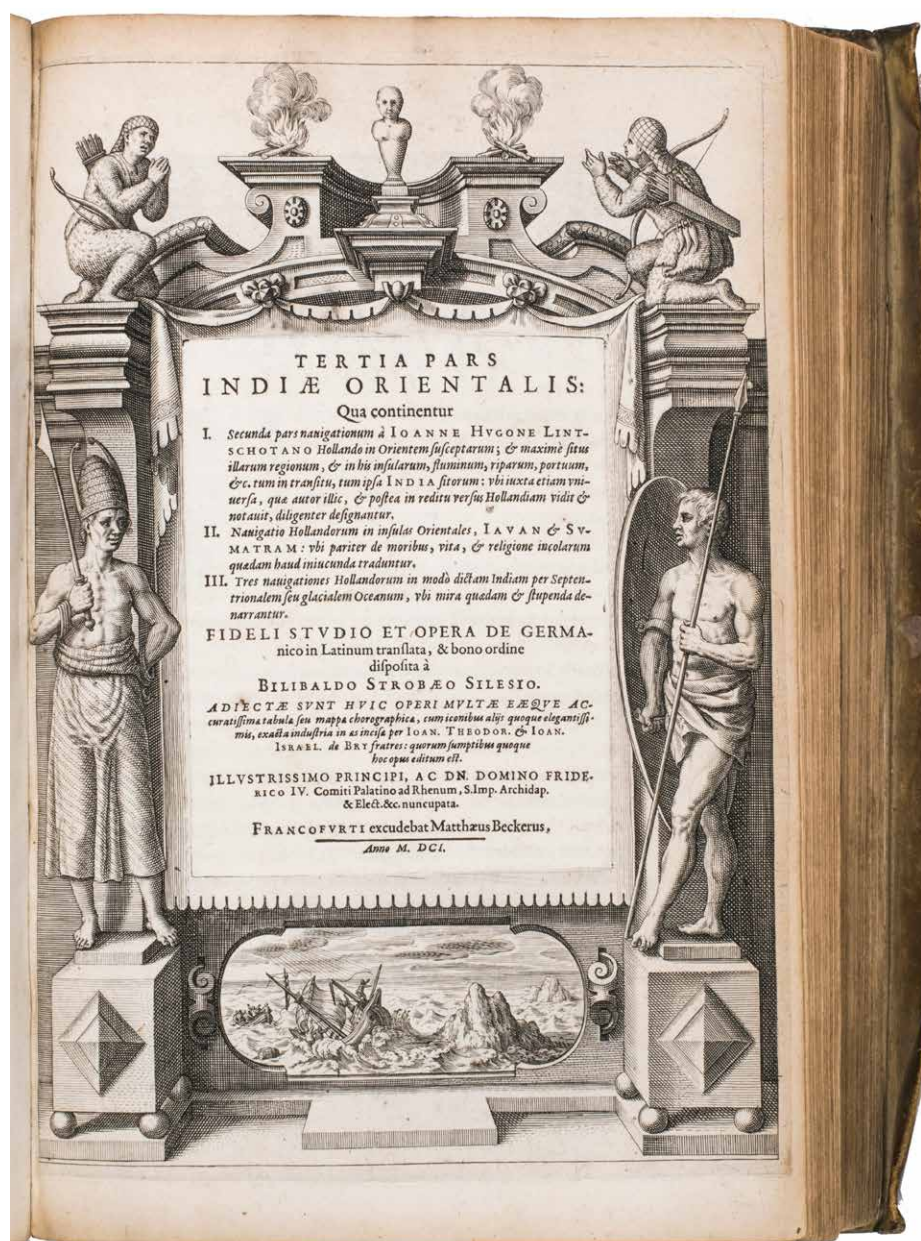 TERTIA PARS
INDIÆ ORIENTALIS:
Qua continentur
I. Secunda pars nauigationum à IOANNE HVGONE LINT-
SCHOTANO Hollando in Orientem ſuſceptarum; & maximè ſitus
illarum regionum, & in his inſularum, fluminum, riparum, portuum,
&c. tum in tranſitu, tum ipſa INDIA ſitorum: vbi iuxta etiam vni-
uerſa, quæ autor illic, & poſtea in reditu verſus Hollandiam vidit &
notauit, diligenter deſignantur.
II. Nauigatio Hollandorum in inſulas Orientales, IAVAN & SV-
MATRAM: vbi pariter de moribus, vita, & religione incolarum
quædam haud iniucunda traduntur.
III. Tres nauigationes Hollandorum in modò dictam Indiam per Septen-
trionalem ſeu glacialem Oceanum, vbi mira quædam & ſtupenda de-
narrantur.
FIDELI STVDIO ET OPERA DE GERMA-
nico in Latinum tranſlata, & bono ordine
diſpoſita à
BILIBALDO STROBÆO SILESIO.
ADIECTÆ SVNT HVIC OPERI MVLTÆ EÆQVE AC-
curatiſſima tabulæ ſeu mappæ chorographica, cum iconibus alijs quoque elegantiſſi-
mis, exacta induſtria in æs inciſæ per IOAN. THEODOR. & IOAN.
ISRAEL. de BRY fratres: quorum ſumptibus quoque
hoc opus editum eſt.
ILLVSTRISSIMO PRINCIPI, AC DN. DOMINO FRIDE-
RICO IV. Comiti Palatino ad Rhenum, S. Imp. Archidap.
& Elect. &c. nuncupata.
FRANCOFVRTI excudebat Matthæus Beckerus,
Anno M. DCI.